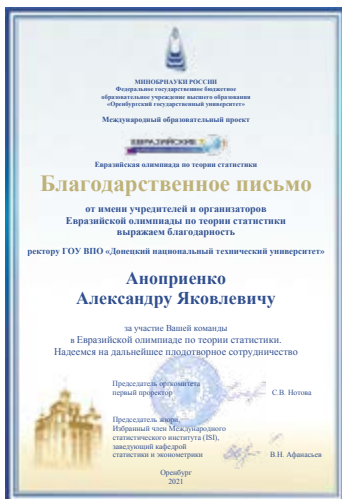 МИНОБРНАУКИ РОССИИ
Федеральное государственное бюджетное
образовательное учреждение высшего образования
«Оренбургский государственный университет»
Международный образовательный проект
ЕВРАЗИЙСКИЕ
Евразийская олимпиада по теории статистики
Благодарственное письмо
от имени учредителей и организаторов
Евразийской олимпиады по теории статистики
выражаем благодарность
ректору ГОУ ВПО «Донецкий национальный технический университет»
Аноприенко
Александру Яковлевичу
за участие Вашей команды
в Евразийской олимпиаде по теории статистики.
Надеемся на дальнейшее плодотворное сотрудничество
Председатель оргкомитета
первый проректор
С.В. Нотова
Председатель жюри,
Избранный член Международного
статистического института (ISI),
заведующий кафедрой
статистики и эконометрики
В.Н. Афанасьев
Оренбург
2021